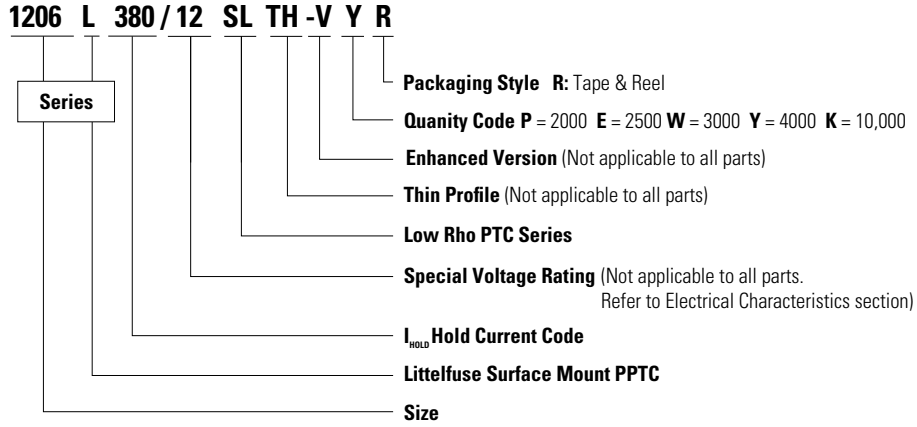 1206 L 380 / 12 SL TH -V Y R
Series
Packaging Style R: Tape & Reel
Quanity Code P = 2000 E = 2500 W = 3000 Y = 4000 K = 10,000
Enhanced Version (Not applicable to all parts)
Thin Profile (Not applicable to all parts)
Low Rho PTC Series
Special Voltage Rating (Not applicable to all parts.
Refer to Electrical Characteristics section)
IHOLD Hold Current Code
Littelfuse Surface Mount PPTC
Size